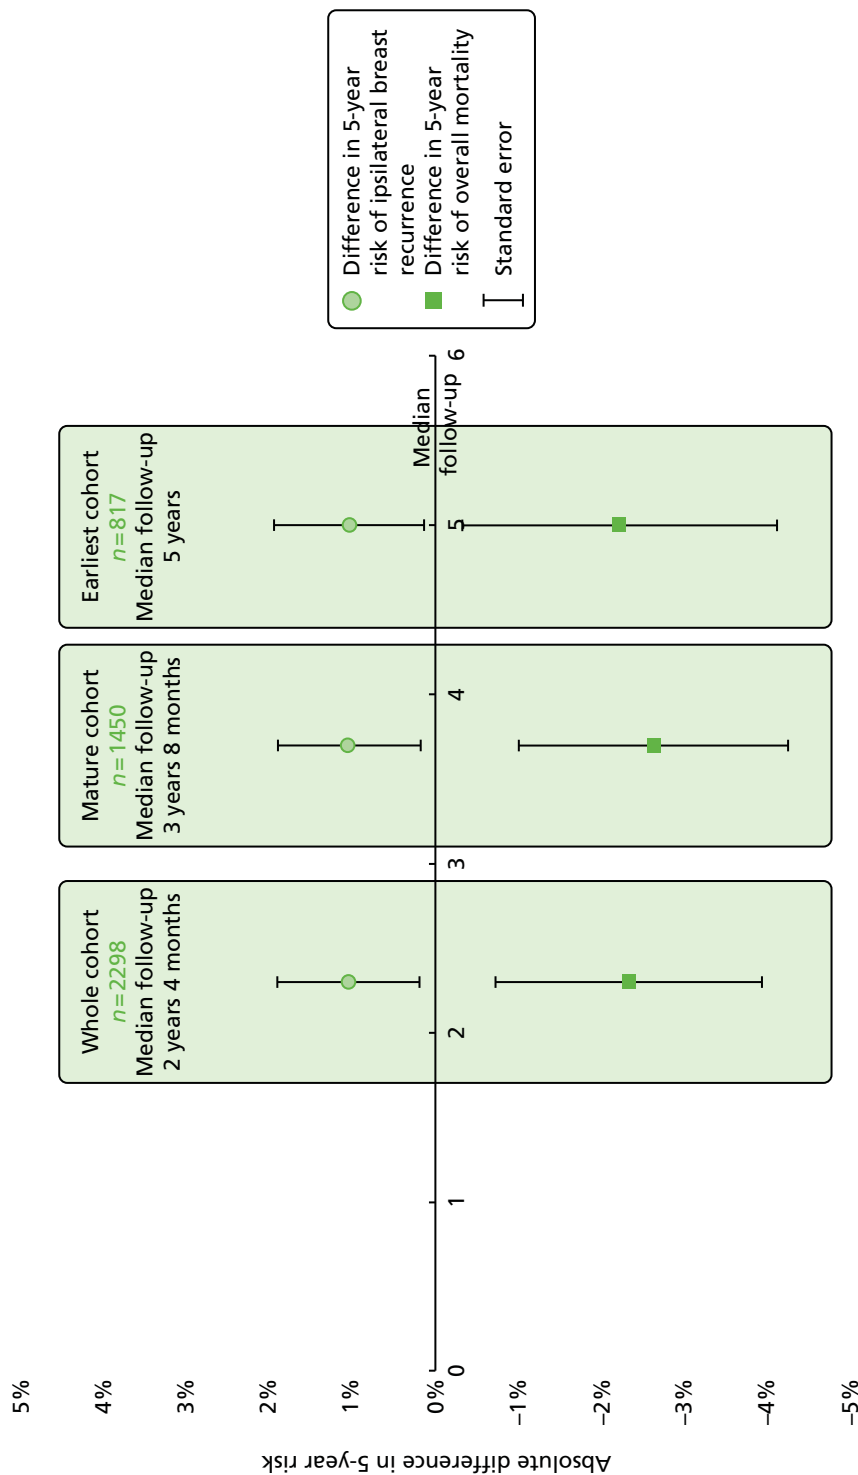 Absolute difference in 5-year risk
5%
4%
3%
2%
1%
0%
–1%
–2%
–3%
–4%
–5%
0
1
2
3
4
5
6
Median
follow-up
Whole cohort
n=2298
Median follow-up
2 years 4 months
Mature cohort
n=1450
Median follow-up
3 years 8 months
Earliest cohort
n=817
Median follow-up
5 years
Difference in 5-year
risk of ipsilateral breast
recurrence
Difference in 5-year
risk of overall mortality
Standard error